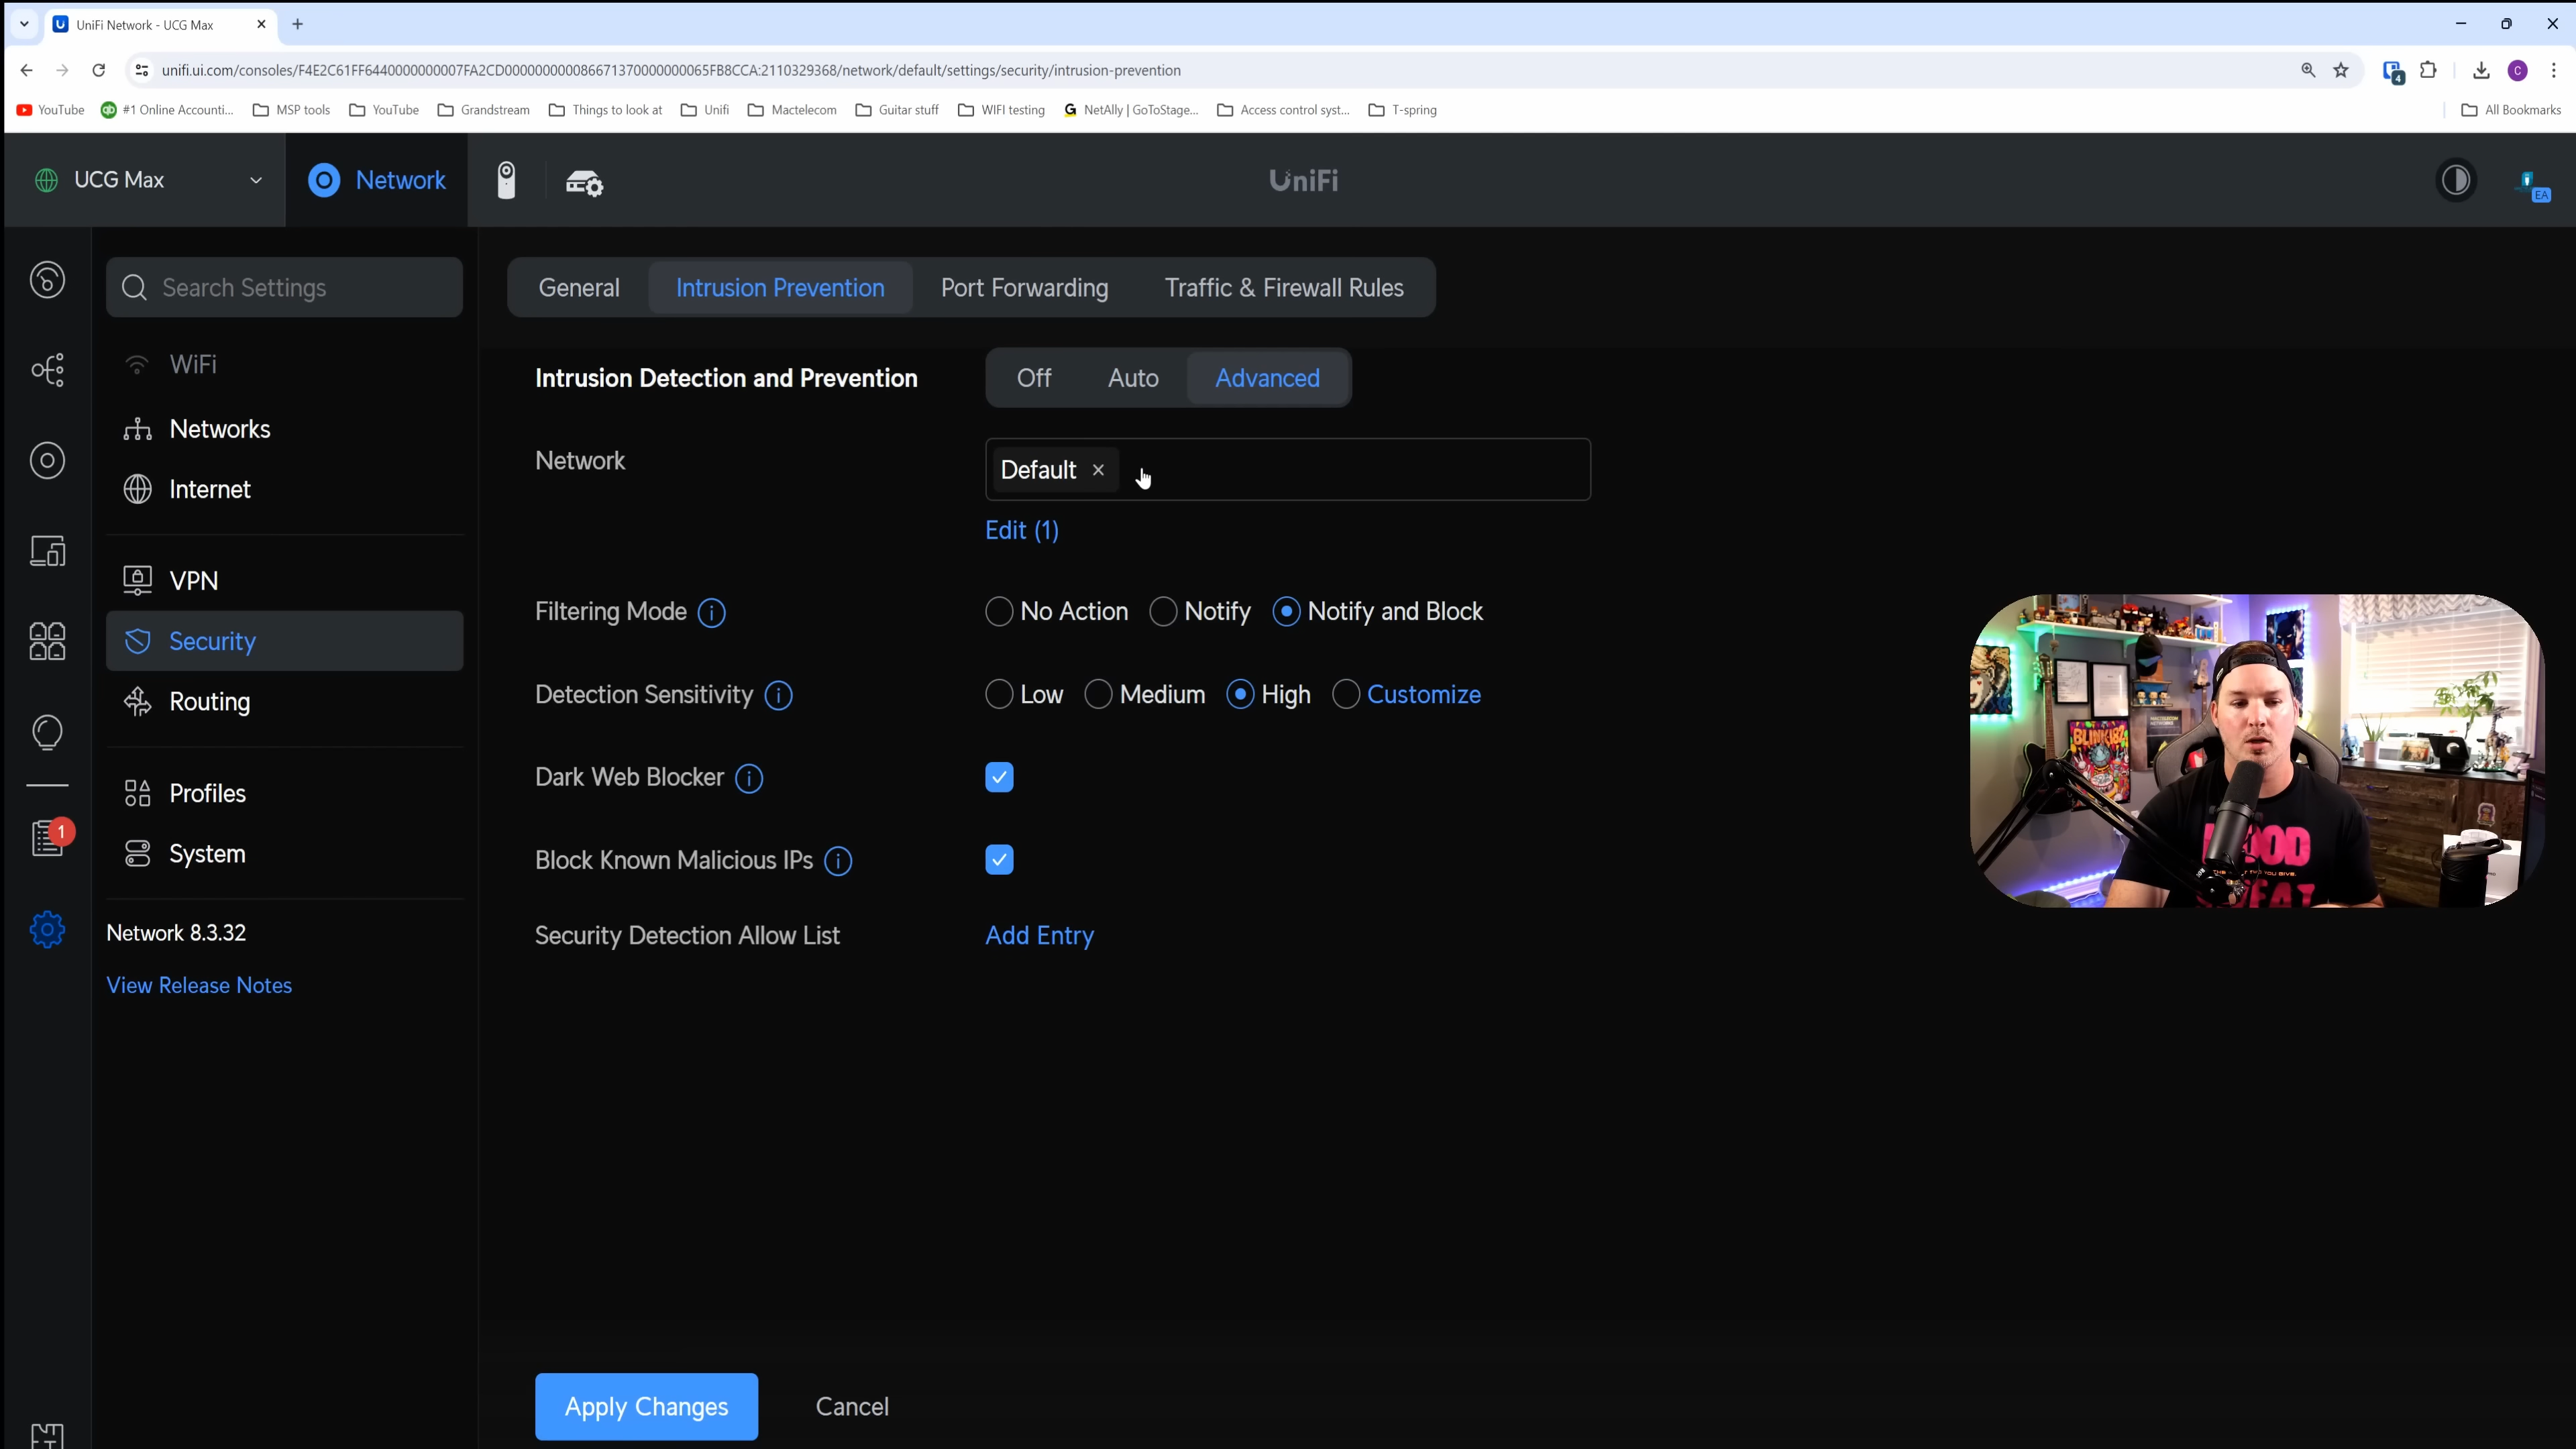 UniFi Network - UCG Max
unifi.ui.com/consoles/F4E2C61FF6440000000007FA2CD0000000008667137000000065FB8CCA:2110329368/network/default/settings/security/intrusion-prevention
4
C
YouTube
#1 Online Accounti...
MSP tools
YouTube
Grandstream
Things to look at
Unifi
Mactelecom
Guitar stuff
WIFI testing
NetAlly | GoToStage...
Access control syst...
T-spring
All Bookmarks
UCG Max
Network
UniFi
EA
Search Settings
General
Intrusion Prevention
Port Forwarding
Traffic & Firewall Rules
WiFi
Networks
Internet
VPN
Security
Routing
Profiles
System
1
Network 8.3.32
View Release Notes
Intrusion Detection and Prevention
Off Auto Advanced
Network
Default
Edit (1)
Filtering Mode
No Action Notify Notify and Block
Detection Sensitivity
Low Medium High Customize
Dark Web Blocker
Block Known Malicious IPs
Security Detection Allow List
Add Entry
BLINK182
Apply Changes
Cancel